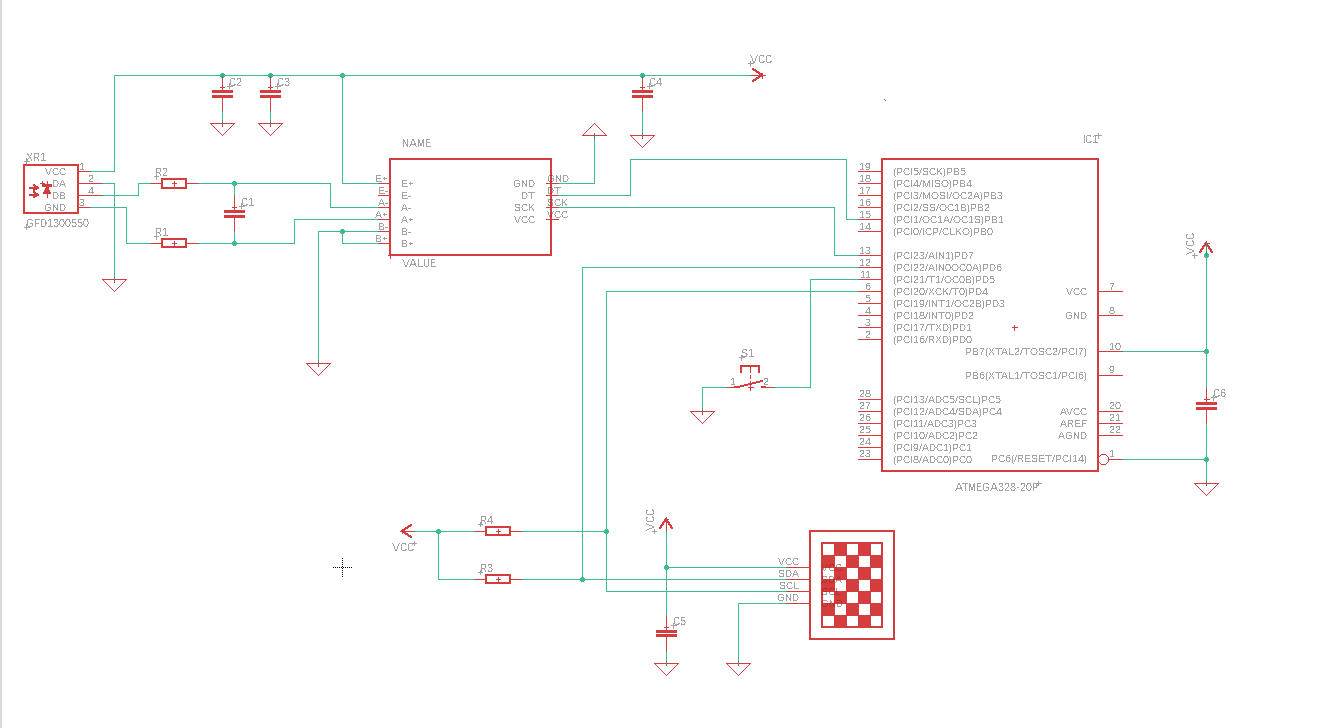 VCC
C2
C3
C4
IC1
NAME
XR1
VCC 1
DA 2
DB 4
GND 3
GFD1300550
R2
C1
R1
E+ E+
E- E-
A- A-
A+ A+
B- B-
B+ B+
GND GND
DT DT
SCK SCK
VCC VCC
VALUE
19 (PCI5/SCK)PB5
18 (PCI4/MISO)PB4
17 (PCI3/MOSI/OC2A)PB3
16 (PCI2/SS/OC1B)PB2
15 (PCI1/OC1A/OC1S)PB1
14 (PCI0/ICP/CLKO)PB0
13 (PCI23/AIN1)PD7
12 (PCI22/AIN0OC0A)PD6
11 (PCI21/T1/OC0B)PD5
6 (PCI20/XCK/T0)PD4
5 (PCI19/INT1/OC2B)PD3
4 (PCI18/INT0)PD2
3 (PCI17/TXD)PD1
2 (PCI16/RXD)PD0
28 (PCI13/ADC5/SCL)PC5
27 (PCI12/ADC4/SDA)PC4
26 (PCI11/ADC3)PC3
25 (PCI10/ADC2)PC2
24 (PCI9/ADC1)PC1
23 (PCI8/ADC0)PC0
VCC 7
GND 8
PB7(XTAL2/TOSC2/PCI7) 10
PB6(XTAL1/TOSC1/PCI6) 9
AVCC 20
AREF 21
AGND 22
PC6(/RESET/PCI14) 1
ATMEGA328-20P
VCC
C6
S1
1 2
R4
VCC
R3
VCC
VCC VCC
SDA SDA
SCL SCL
GND GND
C5